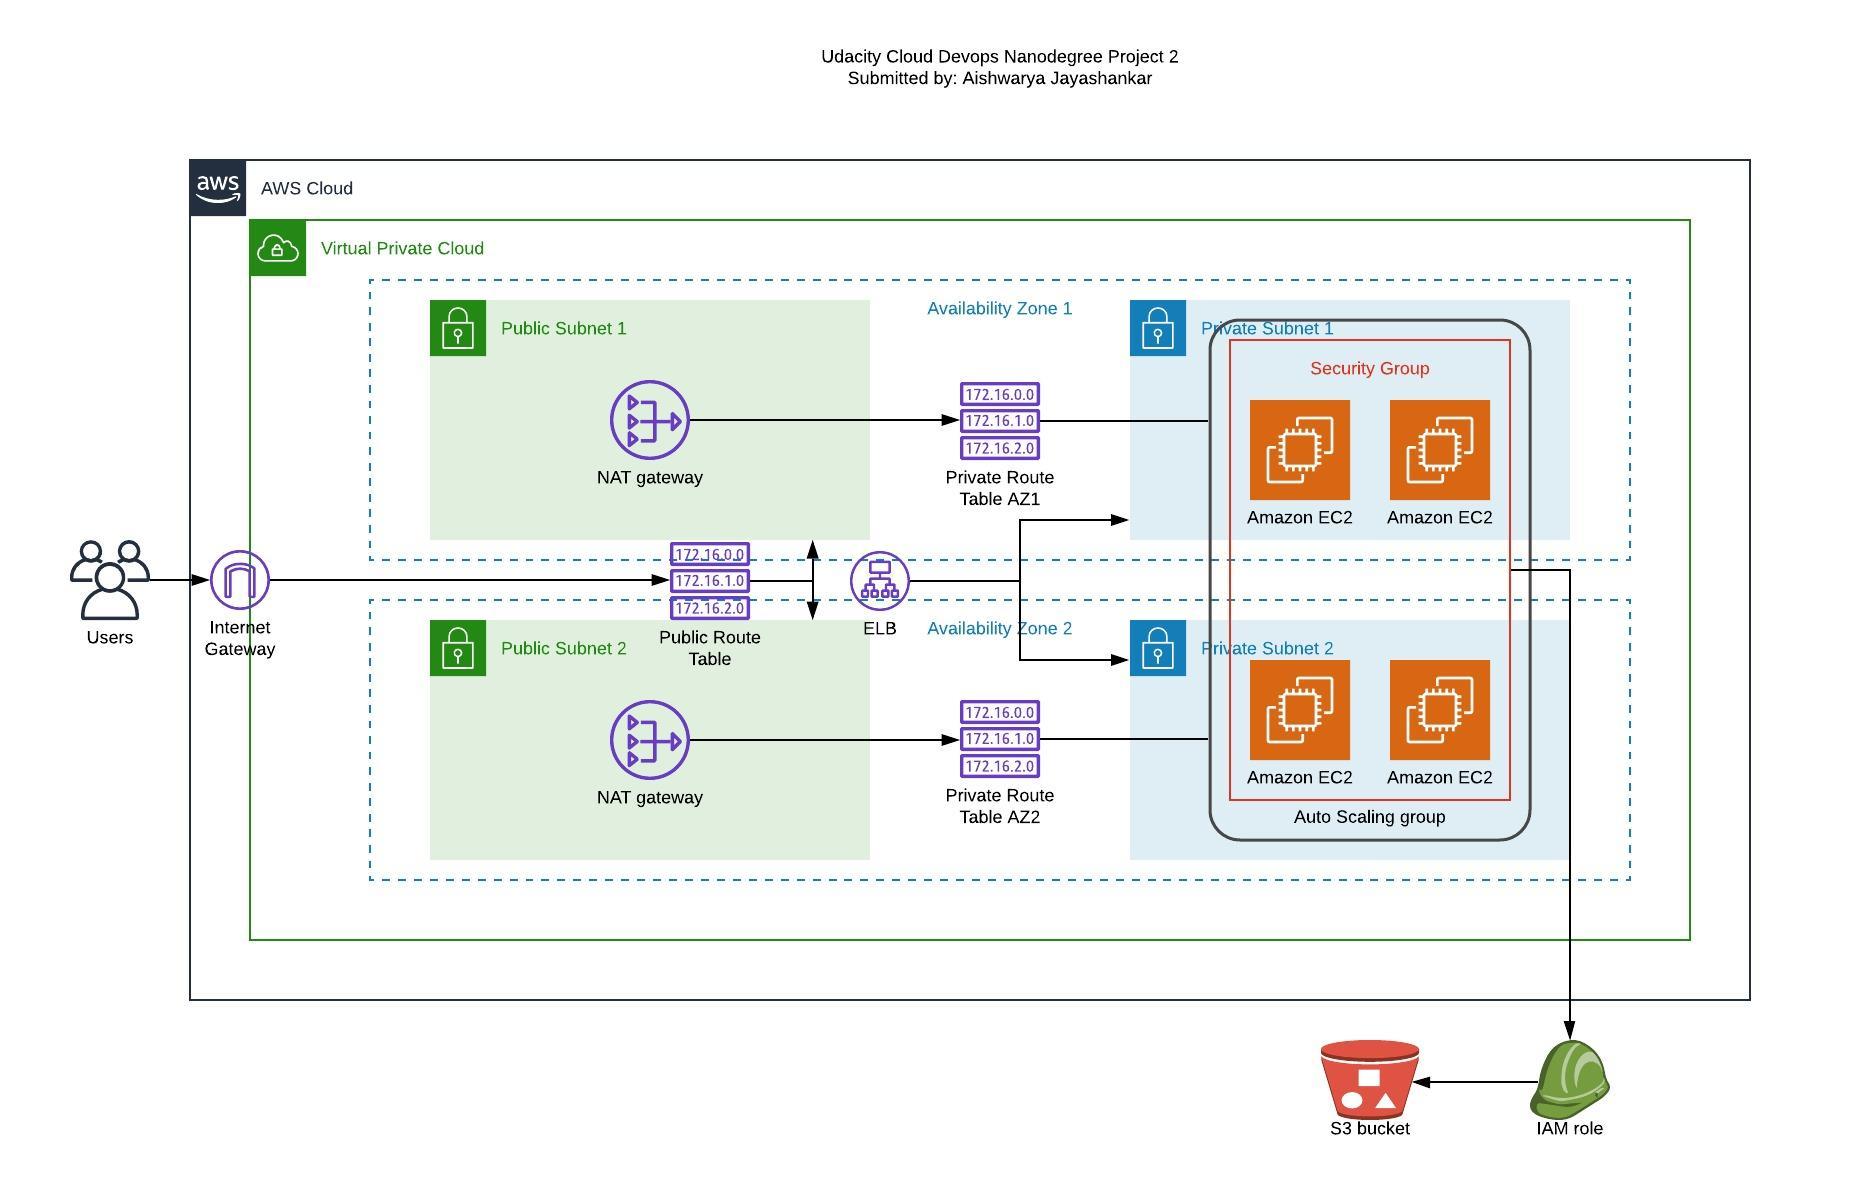 Udacity Cloud Devops Nanodegree Project 2
Submitted by: Aishwarya Jayashankar
aws
AWS Cloud
Virtual Private Cloud
Availability Zone 1
Public Subnet 1
Private Subnet 1
Security Group
172.16.0.0
172.16.1.0
172.16.2.0
NAT gateway
Private Route
Table AZ1
Amazon EC2
Amazon EC2
172.16.0.0
172.16.1.0
172.16.2.0
Users
Internet
Gateway
Public Route
Table
ELB
Availability Zone 2
Public Subnet 2
Private Subnet 2
172.16.0.0
172.16.1.0
172.16.2.0
NAT gateway
Private Route
Table AZ2
Amazon EC2
Amazon EC2
Auto Scaling group
S3 bucket
IAM role